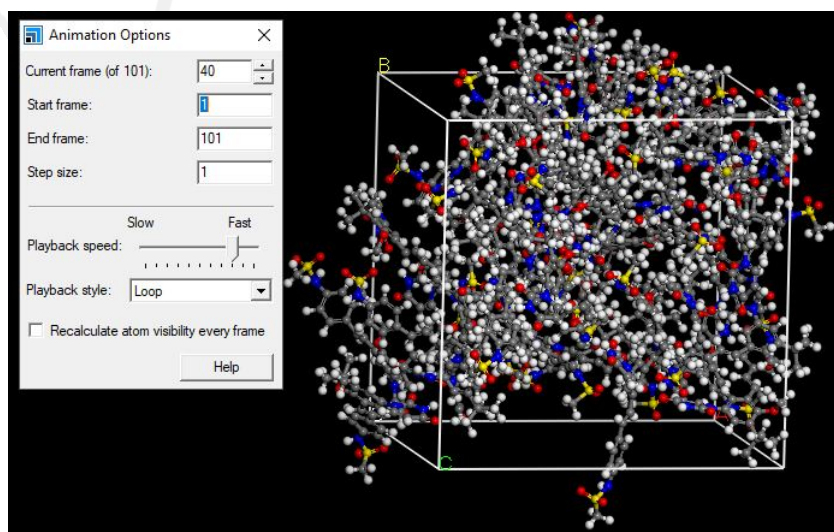 Animation Options
Current frame (of 101): 40
Start frame: 1
End frame: 101
Step size: 1
Slow Fast
Playback speed:
Playback style: Loop
Recalculate atom visibility every frame
Help
B
C